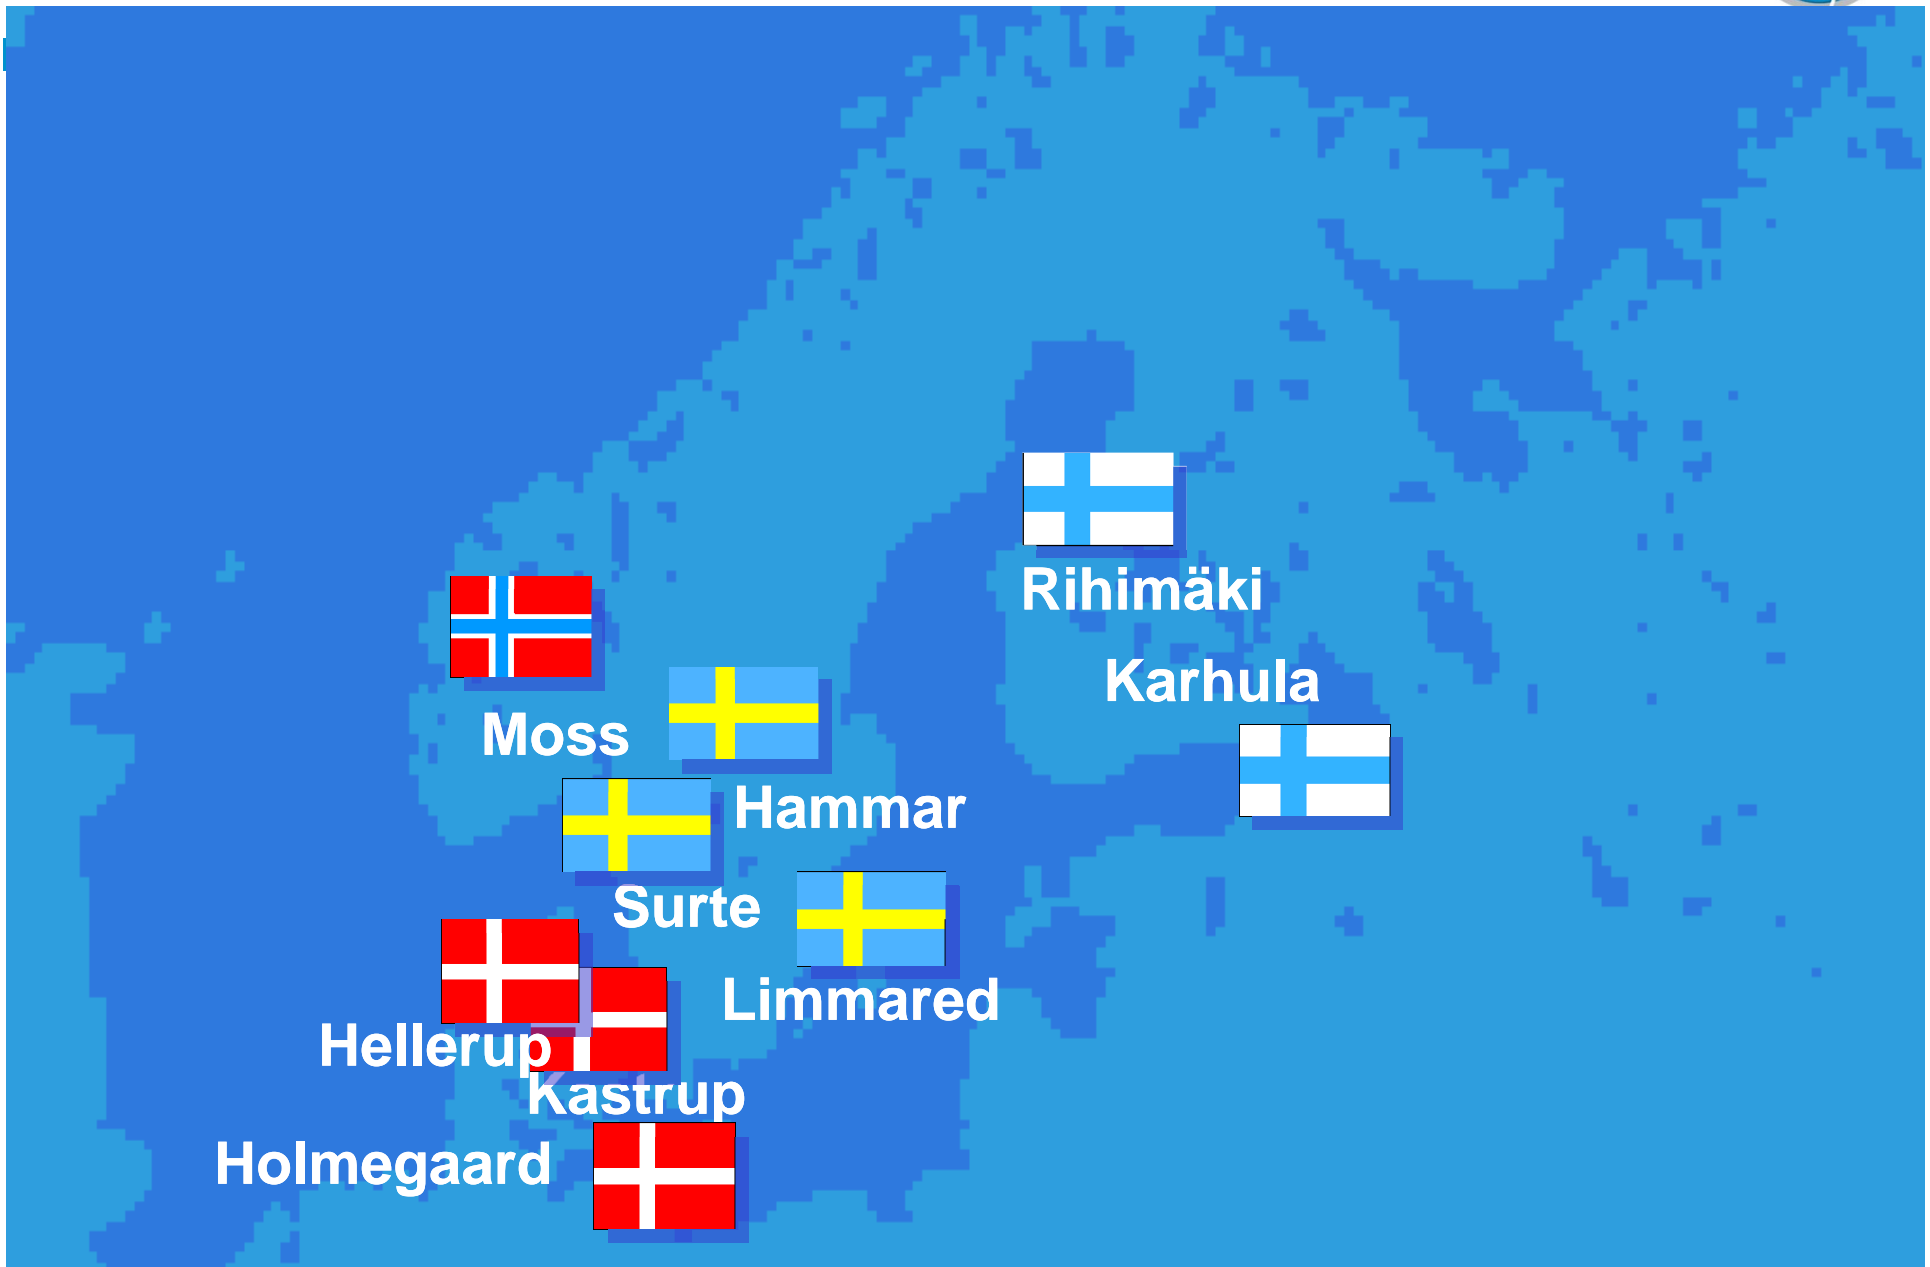 Rihimäki
Karhula
Moss
Hammar
Surte
Limmared
Hellerup
Kastrup
Holmegaard